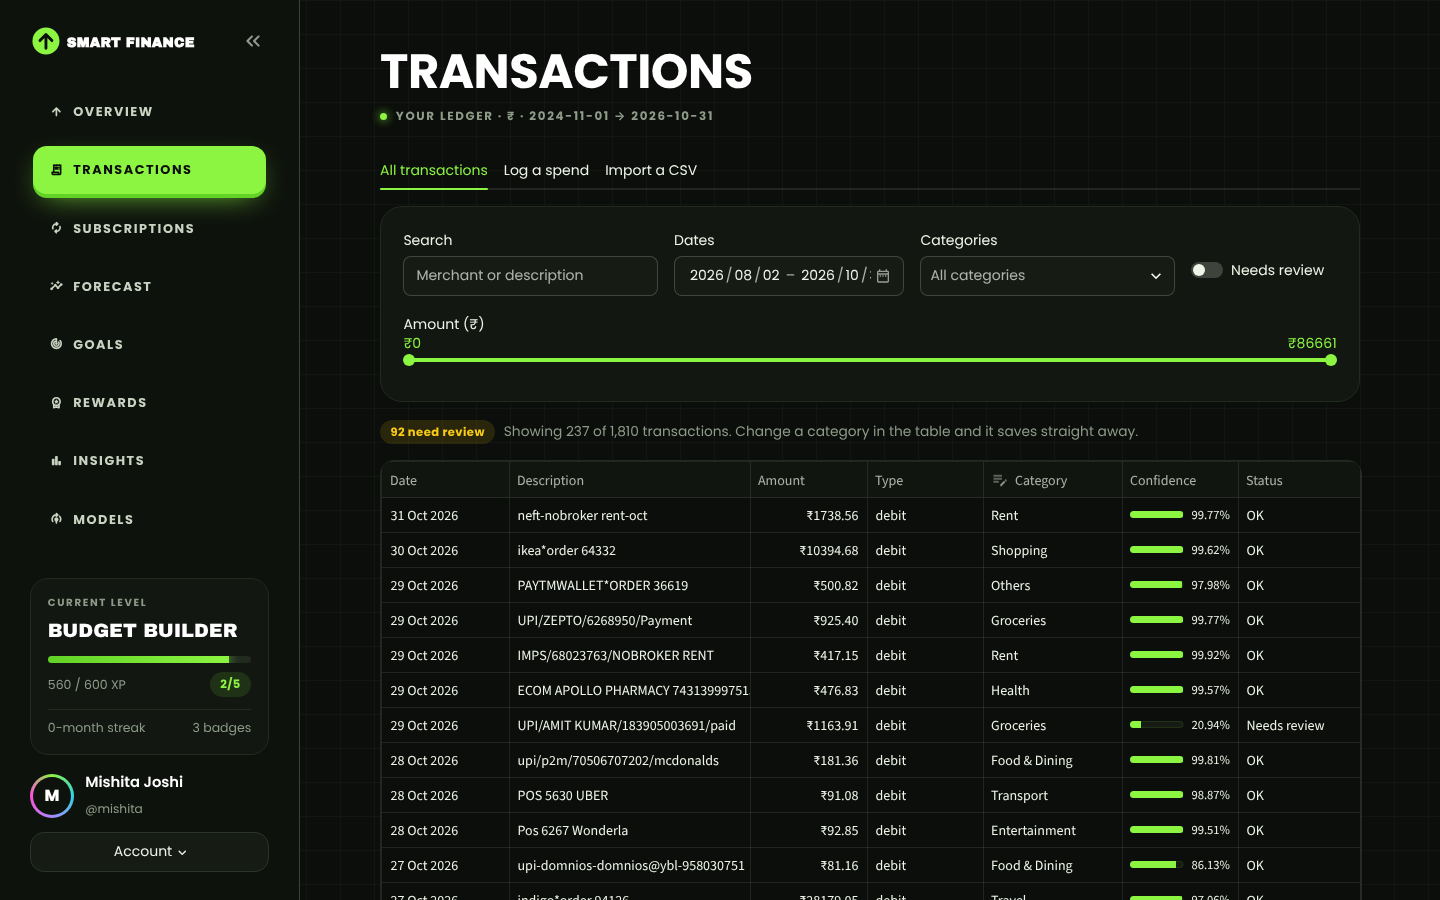 SMART FINANCE
OVERVIEW
TRANSACTIONS
SUBSCRIPTIONS
FORECAST
GOALS
REWARDS
INSIGHTS
MODELS
CURRENT LEVEL
BUDGET BUILDER
560 / 600 XP 2/5
0-month streak 3 badges
M Mishita Joshi
@mishita
Account
TRANSACTIONS
YOUR LEDGER · ₹ · 2024-11-01 → 2026-10-31
All transactions Log a spend Import a CSV
Search Dates Categories
Merchant or description 2026/08/02 – 2026/10/ All categories Needs review
Amount (₹)
₹0 ₹86661
92 need review Showing 237 of 1,810 transactions. Change a category in the table and it saves straight away.
Date Description Amount Type Category Confidence Status
31 Oct 2026 neft-nobroker rent-oct ₹1738.56 debit Rent 99.77% OK
30 Oct 2026 ikea*order 64332 ₹10394.68 debit Shopping 99.62% OK
29 Oct 2026 PAYTMWALLET*ORDER 36619 ₹500.82 debit Others 97.98% OK
29 Oct 2026 UPI/ZEPTO/6268950/Payment ₹925.40 debit Groceries 99.77% OK
29 Oct 2026 IMPS/68023763/NOBROKER RENT ₹417.15 debit Rent 99.92% OK
29 Oct 2026 ECOM APOLLO PHARMACY 74313999751 ₹476.83 debit Health 99.57% OK
29 Oct 2026 UPI/AMIT KUMAR/183905003691/paid ₹1163.91 debit Groceries 20.94% Needs review
28 Oct 2026 upi/p2m/70506707202/mcdonalds ₹181.36 debit Food & Dining 99.81% OK
28 Oct 2026 POS 5630 UBER ₹91.08 debit Transport 98.87% OK
28 Oct 2026 Pos 6267 Wonderla ₹92.85 debit Entertainment 99.51% OK
27 Oct 2026 upi-domnios-domnios@ybl-958030751 ₹81.16 debit Food & Dining 86.13% OK
27 Oct 2026 debit Travel OK